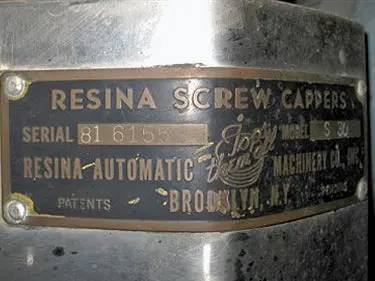 RESINA SCREW CAPPERS
SERIAL 81 6155 MODEL S 30
RESINA AUTOMATIC MACHINERY CO., INC.
PATENTS BROOKLYN, N.Y.